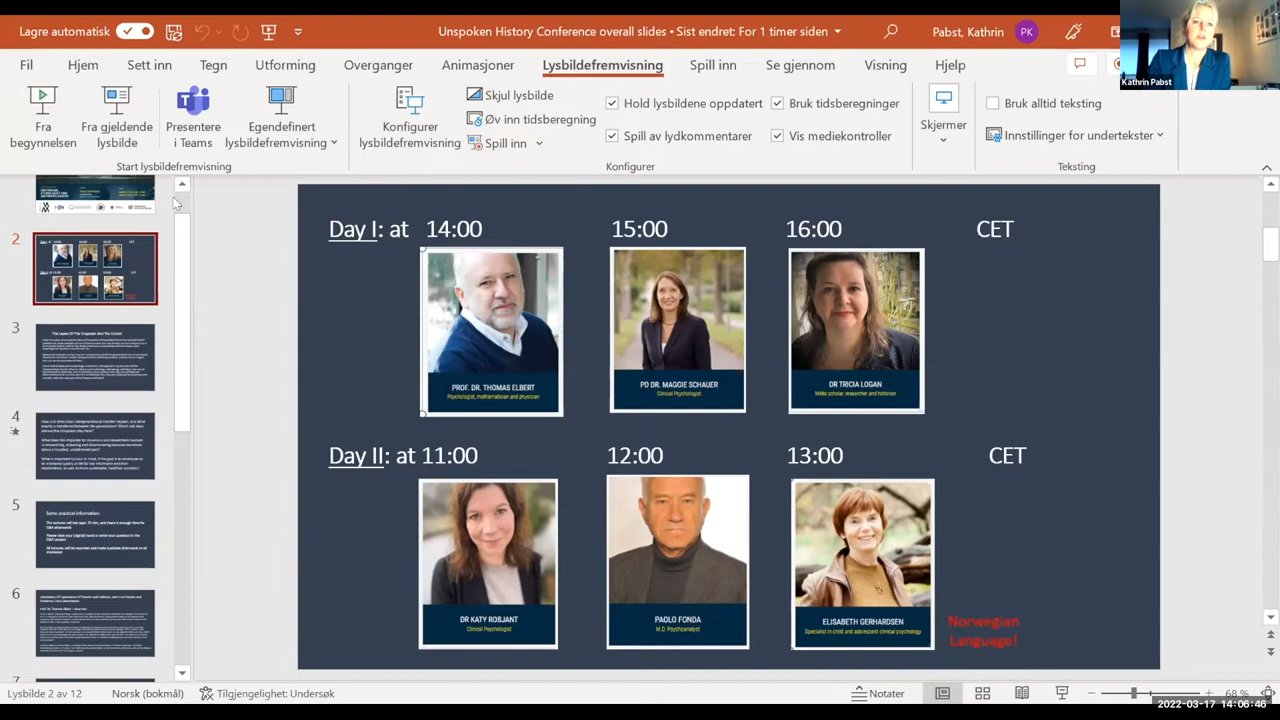 Lagre automatisk
Unspoken History Conference overall slides • Sist endret: For 1 timer siden
Pabst, Kathrin
PK
Kathrin Pabst
Fil
Hjem
Sett inn
Tegn
Utforming
Overganger
Animasjoner
Lysbildefremvisning
Spill inn
Se gjennom
Visning
Hjelp
Fra begynnelsen
Fra gjeldende lysbilde
Presentere i Teams
Egendefinert lysbildefremvisning
Start lysbildefremvisning
Konfigurer lysbildefremvisning
Skjul lysbilde
Øv inn tidsberegning
Spill inn
Hold lysbildene oppdatert
Spill av lydkommentarer
Bruk tidsberegninger
Vis mediekontroller
Konfigurer
Skjermer
Bruk alltid teksting
Innstillinger for undertekster
Teksting
2
3
4
5
Some practical information:
6
7
Day I: at 14:00 15:00 16:00 CET
PROF. DR. THOMAS ELBERT
Psychologist, mathematician and physician
PD DR. MAGGIE SCHAUER
Clinical Psychologist
DR TRICIA LOGAN
Métis scholar, researcher and historian
Day II: at 11:00 12:00 13:00 CET
DR KATY ROBJANT
Clinical Psychologist
PAOLO FONDA
M.D. Psychoanalyst
ELISABETH GERHARDSEN
Specialist in child and adolescent clinical psychology
Norwegian
Language!
Lysbilde 2 av 12
Norsk (bokmål)
Tilgjengelighet: Undersøk
Notater
68 %
2022-03-17 14:06:46